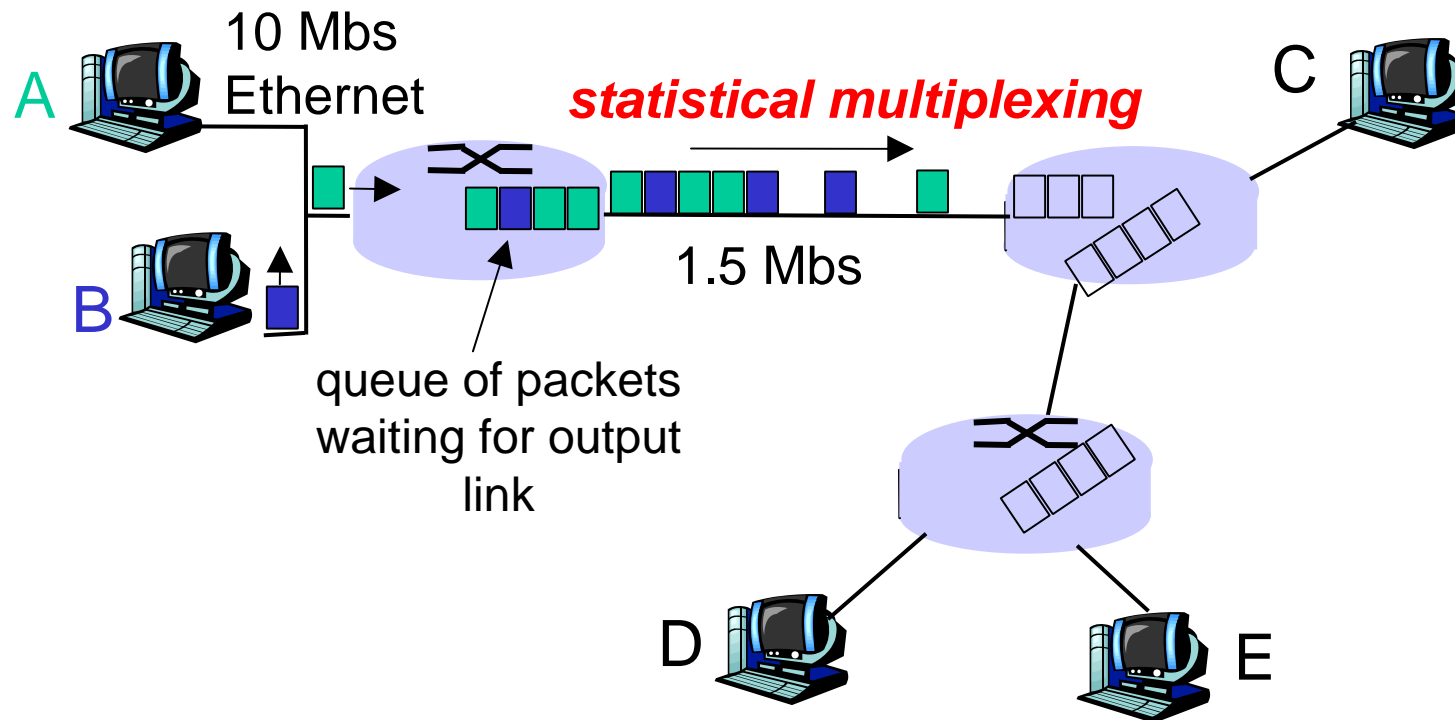 10 Mbs
Ethernet
A
statistical multiplexing
C
B
1.5 Mbs
queue of packets
waiting for output
link
D
E